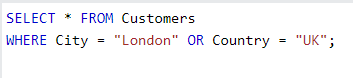 SELECT * FROM Customers
WHERE City = "London" OR Country = "UK";